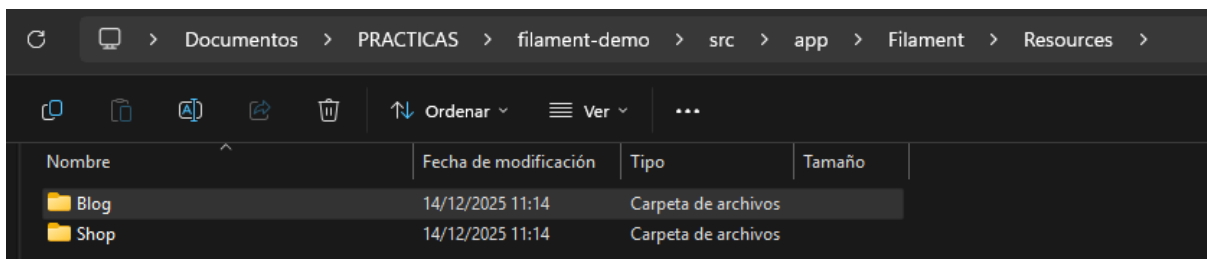 Documentos > PRACTICAS > filament-demo > src > app > Filament > Resources >
Ordenar Ver ...
Nombre Fecha de modificación Tipo Tamaño
Blog 14/12/2025 11:14 Carpeta de archivos
Shop 14/12/2025 11:14 Carpeta de archivos